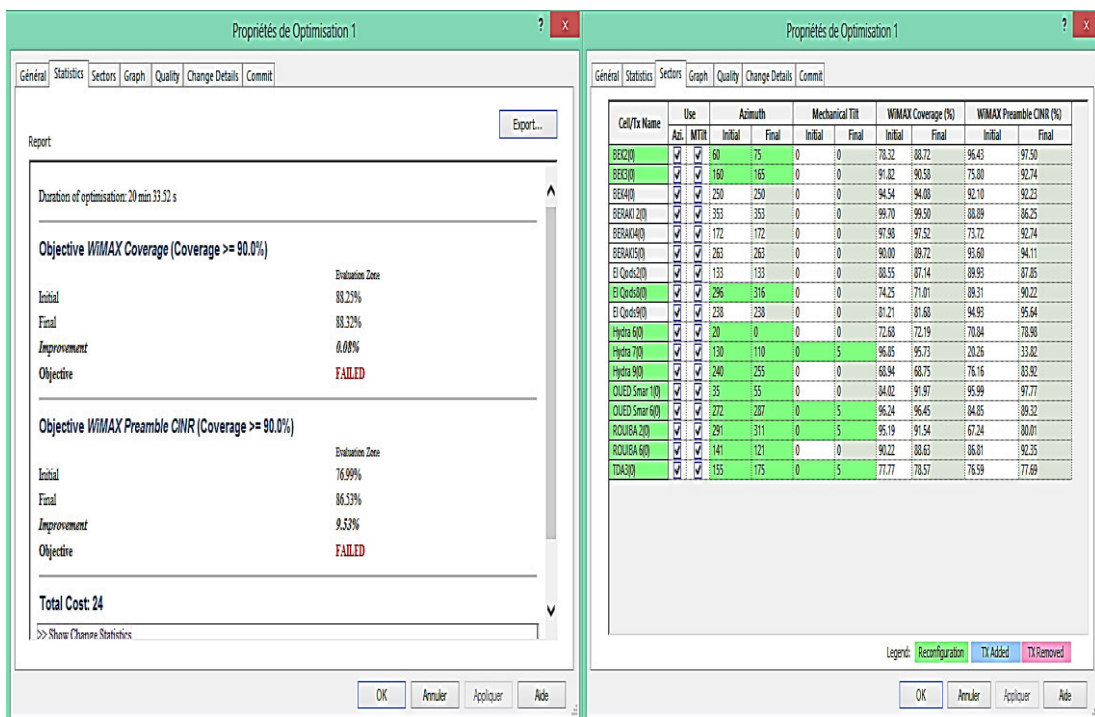 Propriétés de Optimisation 1
? X
Général Statistics Sectors Graph Quality Change Details Commit
Export...
Report
Duration of optimisation: 20 min 33.52 s
Objective WiMAX Coverage (Coverage >= 90.0%)
Evaluation Zone
Initial 88.25%
Final 88.32%
Improvement 0.08%
Objective FAILED
Objective WiMAX Preamble CINR (Coverage >= 90.0%)
Evaluation Zone
Initial 76.99%
Final 86.53%
Improvement 9.53%
Objective FAILED
Total Cost: 24
>> Show Change Statistics
OK Annuler Appliquer Aide
Propriétés de Optimisation 1
? X
Général Statistics Sectors Graph Quality Change Details Commit
Cell/Tx Name Use Azimuth Mechanical Tilt WiMAX Coverage (%) WiMAX Preamble CINR (%)
Azi. MTilt Initial Final Initial Final Initial Final Initial Final
BEK2(0) 60 75 0 0 78.32 88.72 96.43 97.50
BEK3(0) 160 165 0 0 91.82 90.58 75.80 92.74
BEK4(0) 250 250 0 0 94.54 94.08 92.10 92.23
BERAKI 2(0) 353 353 0 0 99.70 99.50 88.89 86.25
BERAKI4(0) 172 172 0 0 97.98 97.52 73.72 92.74
BERAKI5(0) 263 263 0 0 90.00 89.72 93.60 94.11
El Qods2(0) 133 133 0 0 88.55 87.14 89.93 87.85
El Qods8(0) 296 316 0 0 74.25 71.01 89.31 90.22
El Qods9(0) 238 238 0 0 81.21 81.68 94.93 95.64
Hydra 6(0) 20 0 0 0 72.68 72.19 70.84 78.98
Hydra 7(0) 130 110 0 5 96.85 95.73 20.26 33.82
Hydra 9(0) 240 255 0 0 68.94 68.75 76.16 83.92
OUED Smar 1(0) 35 55 0 0 84.02 91.97 95.99 97.77
OUED Smar 6(0) 272 287 0 5 96.24 96.45 84.85 89.32
ROUIBA 2(0) 291 311 0 5 95.19 91.54 67.24 80.01
ROUIBA 6(0) 141 121 0 0 90.22 88.63 86.81 92.35
TDA3(0) 155 175 0 5 77.77 78.57 76.59 77.69
Legend: Reconfiguration TX Added TX Removed
OK Annuler Appliquer Aide